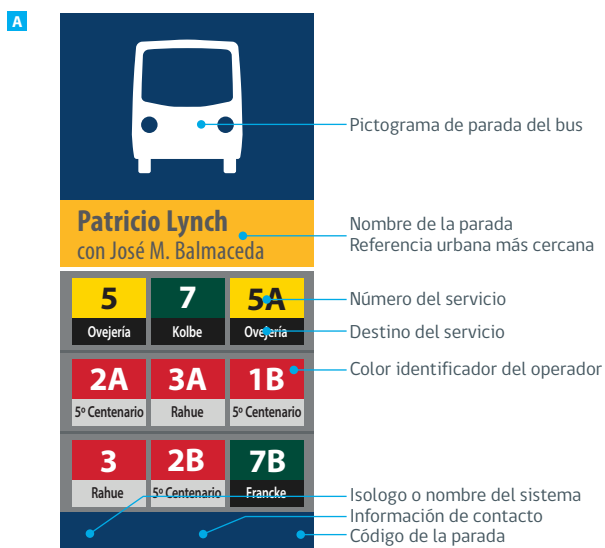 A
Pictograma de parada del bus
Patricio Lynch
con José M. Balmaceda
Nombre de la parada
Referencia urbana más cercana
5 7 5A
Ovejería Kolbe Ovejería
Número del servicio
Destino del servicio
2A 3A 1B
5º Centenario Rahue 5º Centenario
Color identificador del operador
3 2B 7B
Rahue 5º Centenario Francke
Isologo o nombre del sistema
Información de contacto
Código de la parada